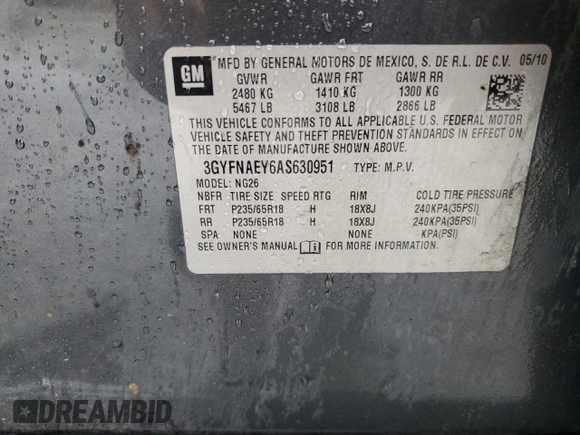 GM
MFD BY GENERAL MOTORS DE MEXICO, S. DE R.L. DE C.V. 05/10
GVWR GAWR FRT GAWR RR
2480 KG 1410 KG 1300 KG
5467 LB 3108 LB 2866 LB
THIS VEHICLE CONFORMS TO ALL APPLICABLE U.S. FEDERAL MOTOR
VEHICLE SAFETY AND THEFT PREVENTION STANDARDS IN EFFECT ON
THE DATE OF MANUFACTURE SHOWN ABOVE.
3GYFNAEY6AS630951 TYPE: M.P.V.
MODEL: NG26
NBFR TIRE SIZE SPEED RTG RIM COLD TIRE PRESSURE
FRT P235/65R18 H 18X8J 240KPA(35PSI)
RR P235/65R18 H 18X8J 240KPA(35PSI)
SPA NONE NONE KPA(PSI)
SEE OWNER'S MANUAL FOR MORE INFORMATION.
DREAMBID